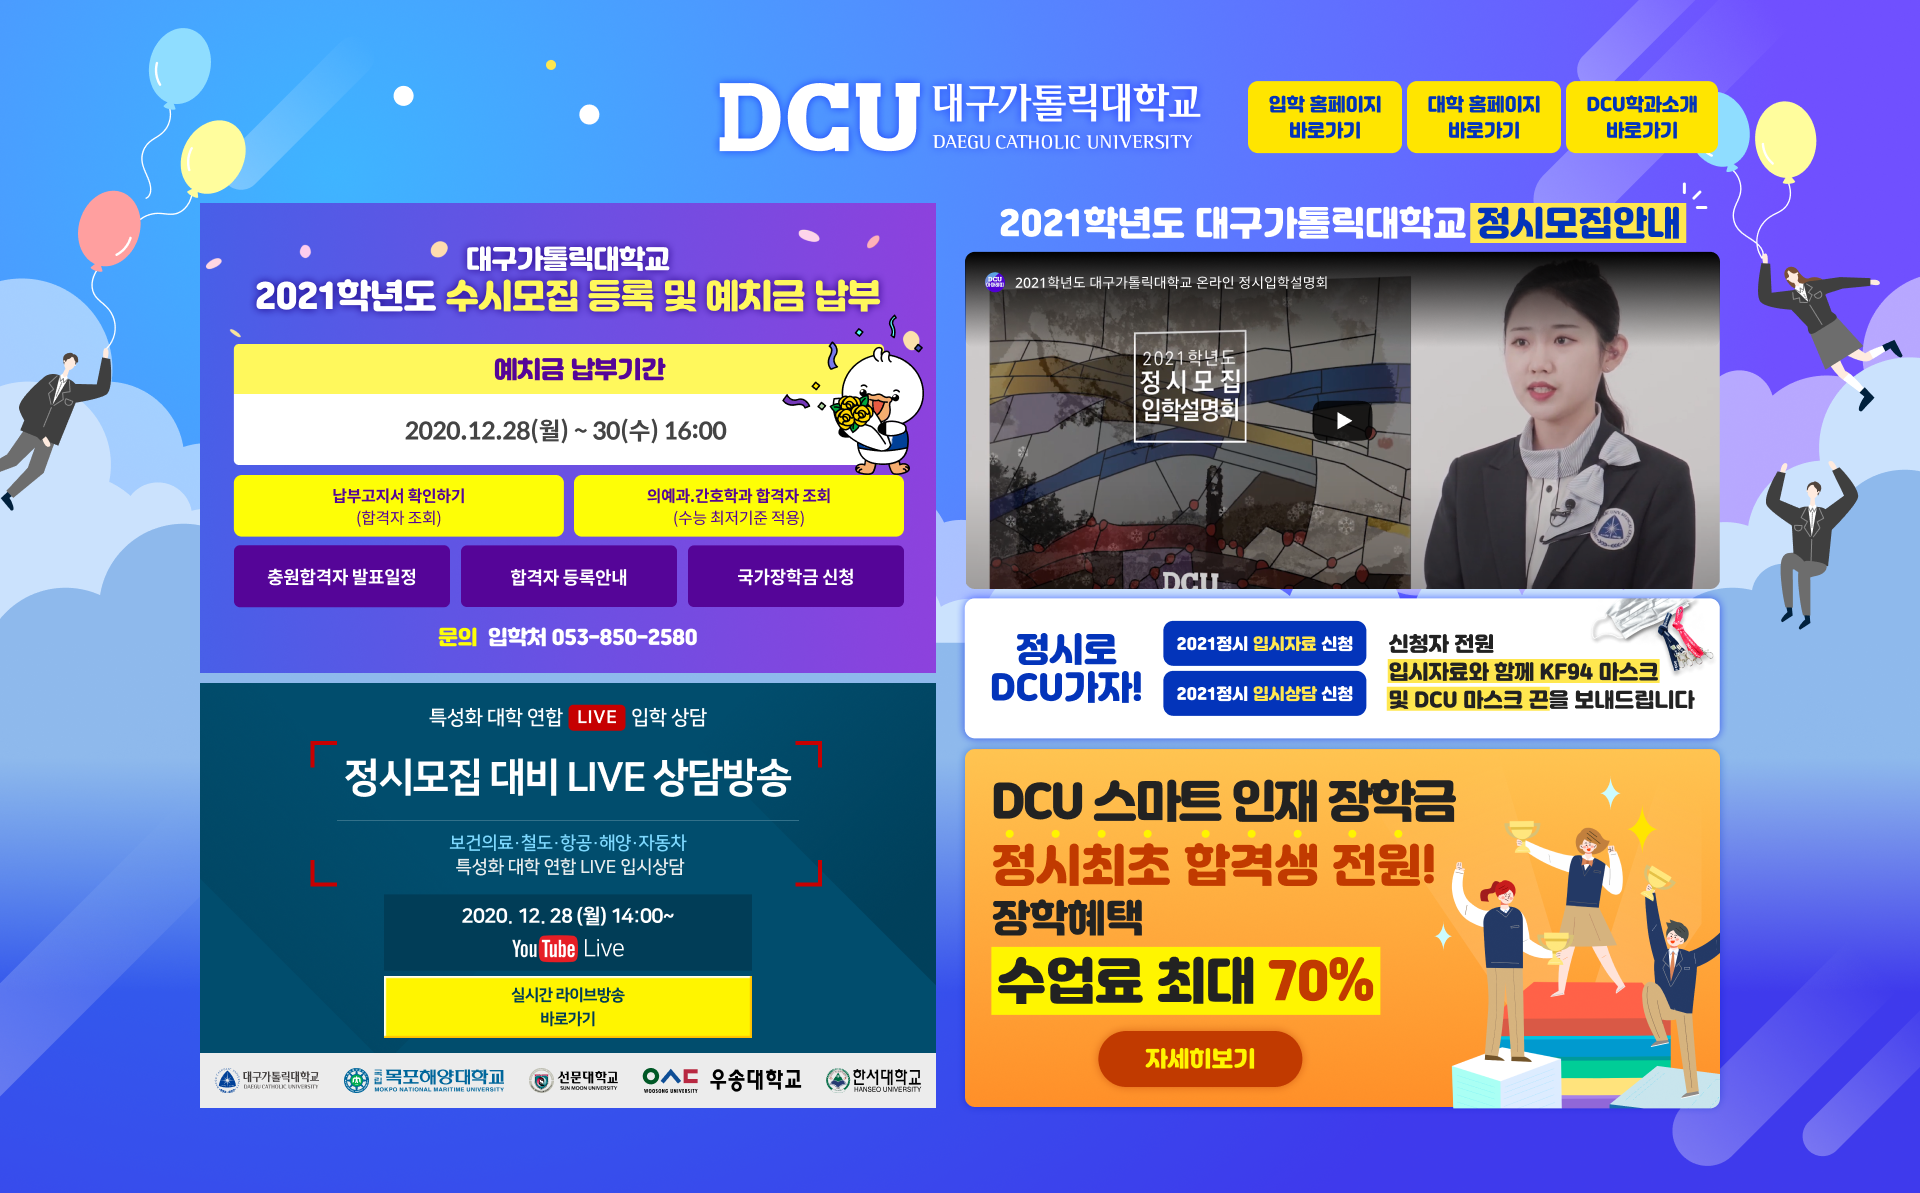 DCU 대구가톨릭대학교
DAEGU CATHOLIC UNIVERSITY
입학 홈페이지
바로가기
대학 홈페이지
바로가기
DCU학과소개
바로가기
대구가톨릭대학교
2021학년도 수시모집 등록 및 예치금 납부
예치금 납부기간
2020.12.28(월) ~ 30(수) 16:00
납부고지서 확인하기
(합격자 조회)
의예과.간호학과 합격자 조회
(수능 최저기준 적용)
충원합격자 발표일정
합격자 등록안내
국가장학금 신청
문의 입학처 053-850-2580
특성화 대학 연합 LIVE 입학 상담
정시모집 대비 LIVE 상담방송
보건의료·철도·항공·해양·자동차
특성화 대학 연합 LIVE 입시상담
2020. 12. 28 (월) 14:00~
YouTube Live
실시간 라이브방송
바로가기
대구가톨릭대학교
DAEGU CATHOLIC UNIVERSITY
국립 목포해양대학교
MOKPO NATIONAL MARITIME UNIVERSITY
선문대학교
SUN MOON UNIVERSITY
WOOSONG UNIVERSITY
우송대학교
한서대학교
HANSEO UNIVERSITY
2021학년도 대구가톨릭대학교 정시모집안내
2021학년도 대구가톨릭대학교 온라인 정시입학설명회
2021학년도
정시모집
입학설명회
DCU
정시로
DCU가자!
2021정시 입시자료 신청
2021정시 입시상담 신청
신청자 전원
입시자료와 함께 KF94 마스크
및 DCU 마스크 끈을 보내드립니다
DCU 스마트 인재 장학금
정시최초 합격생 전원!
장학혜택
수업료 최대 70%
자세히보기